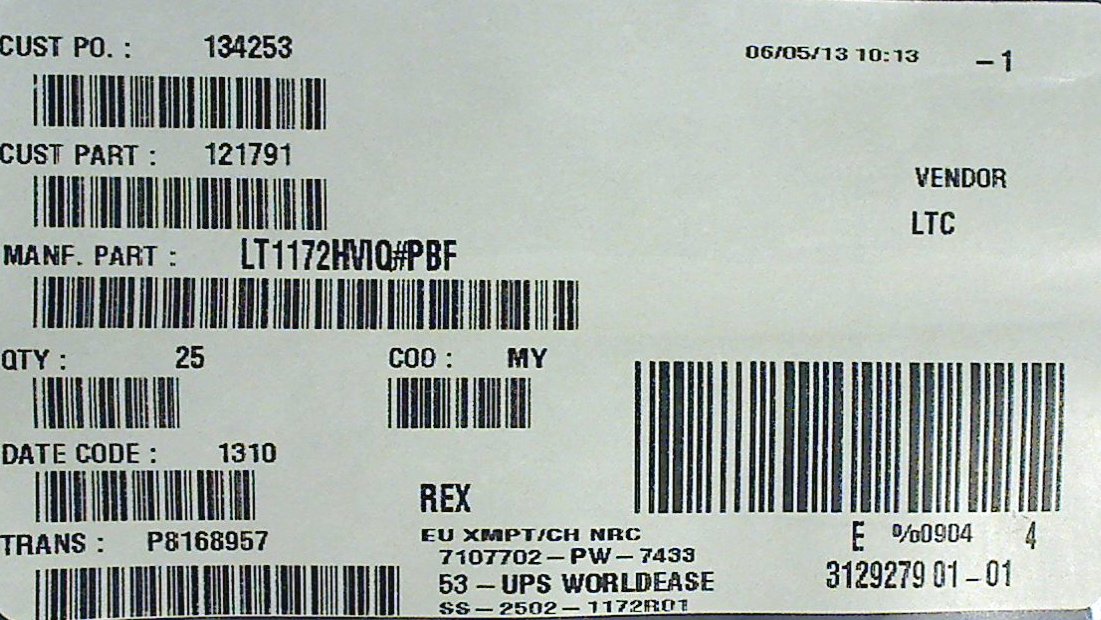 CUST PO. : 134253
06/05/13 10:13 -1
CUST PART : 121791
VENDOR
LTC
MANF. PART : LT1172HVIQ#PBF
QTY : 25 COO : MY
DATE CODE : 1310
REX
TRANS : P8168957
EU XMPT/CH NRC
7107702-PW-7433
53 -UPS WORLDEASE
SS-2502-1172R01
E %0904 4
3129279 01-01